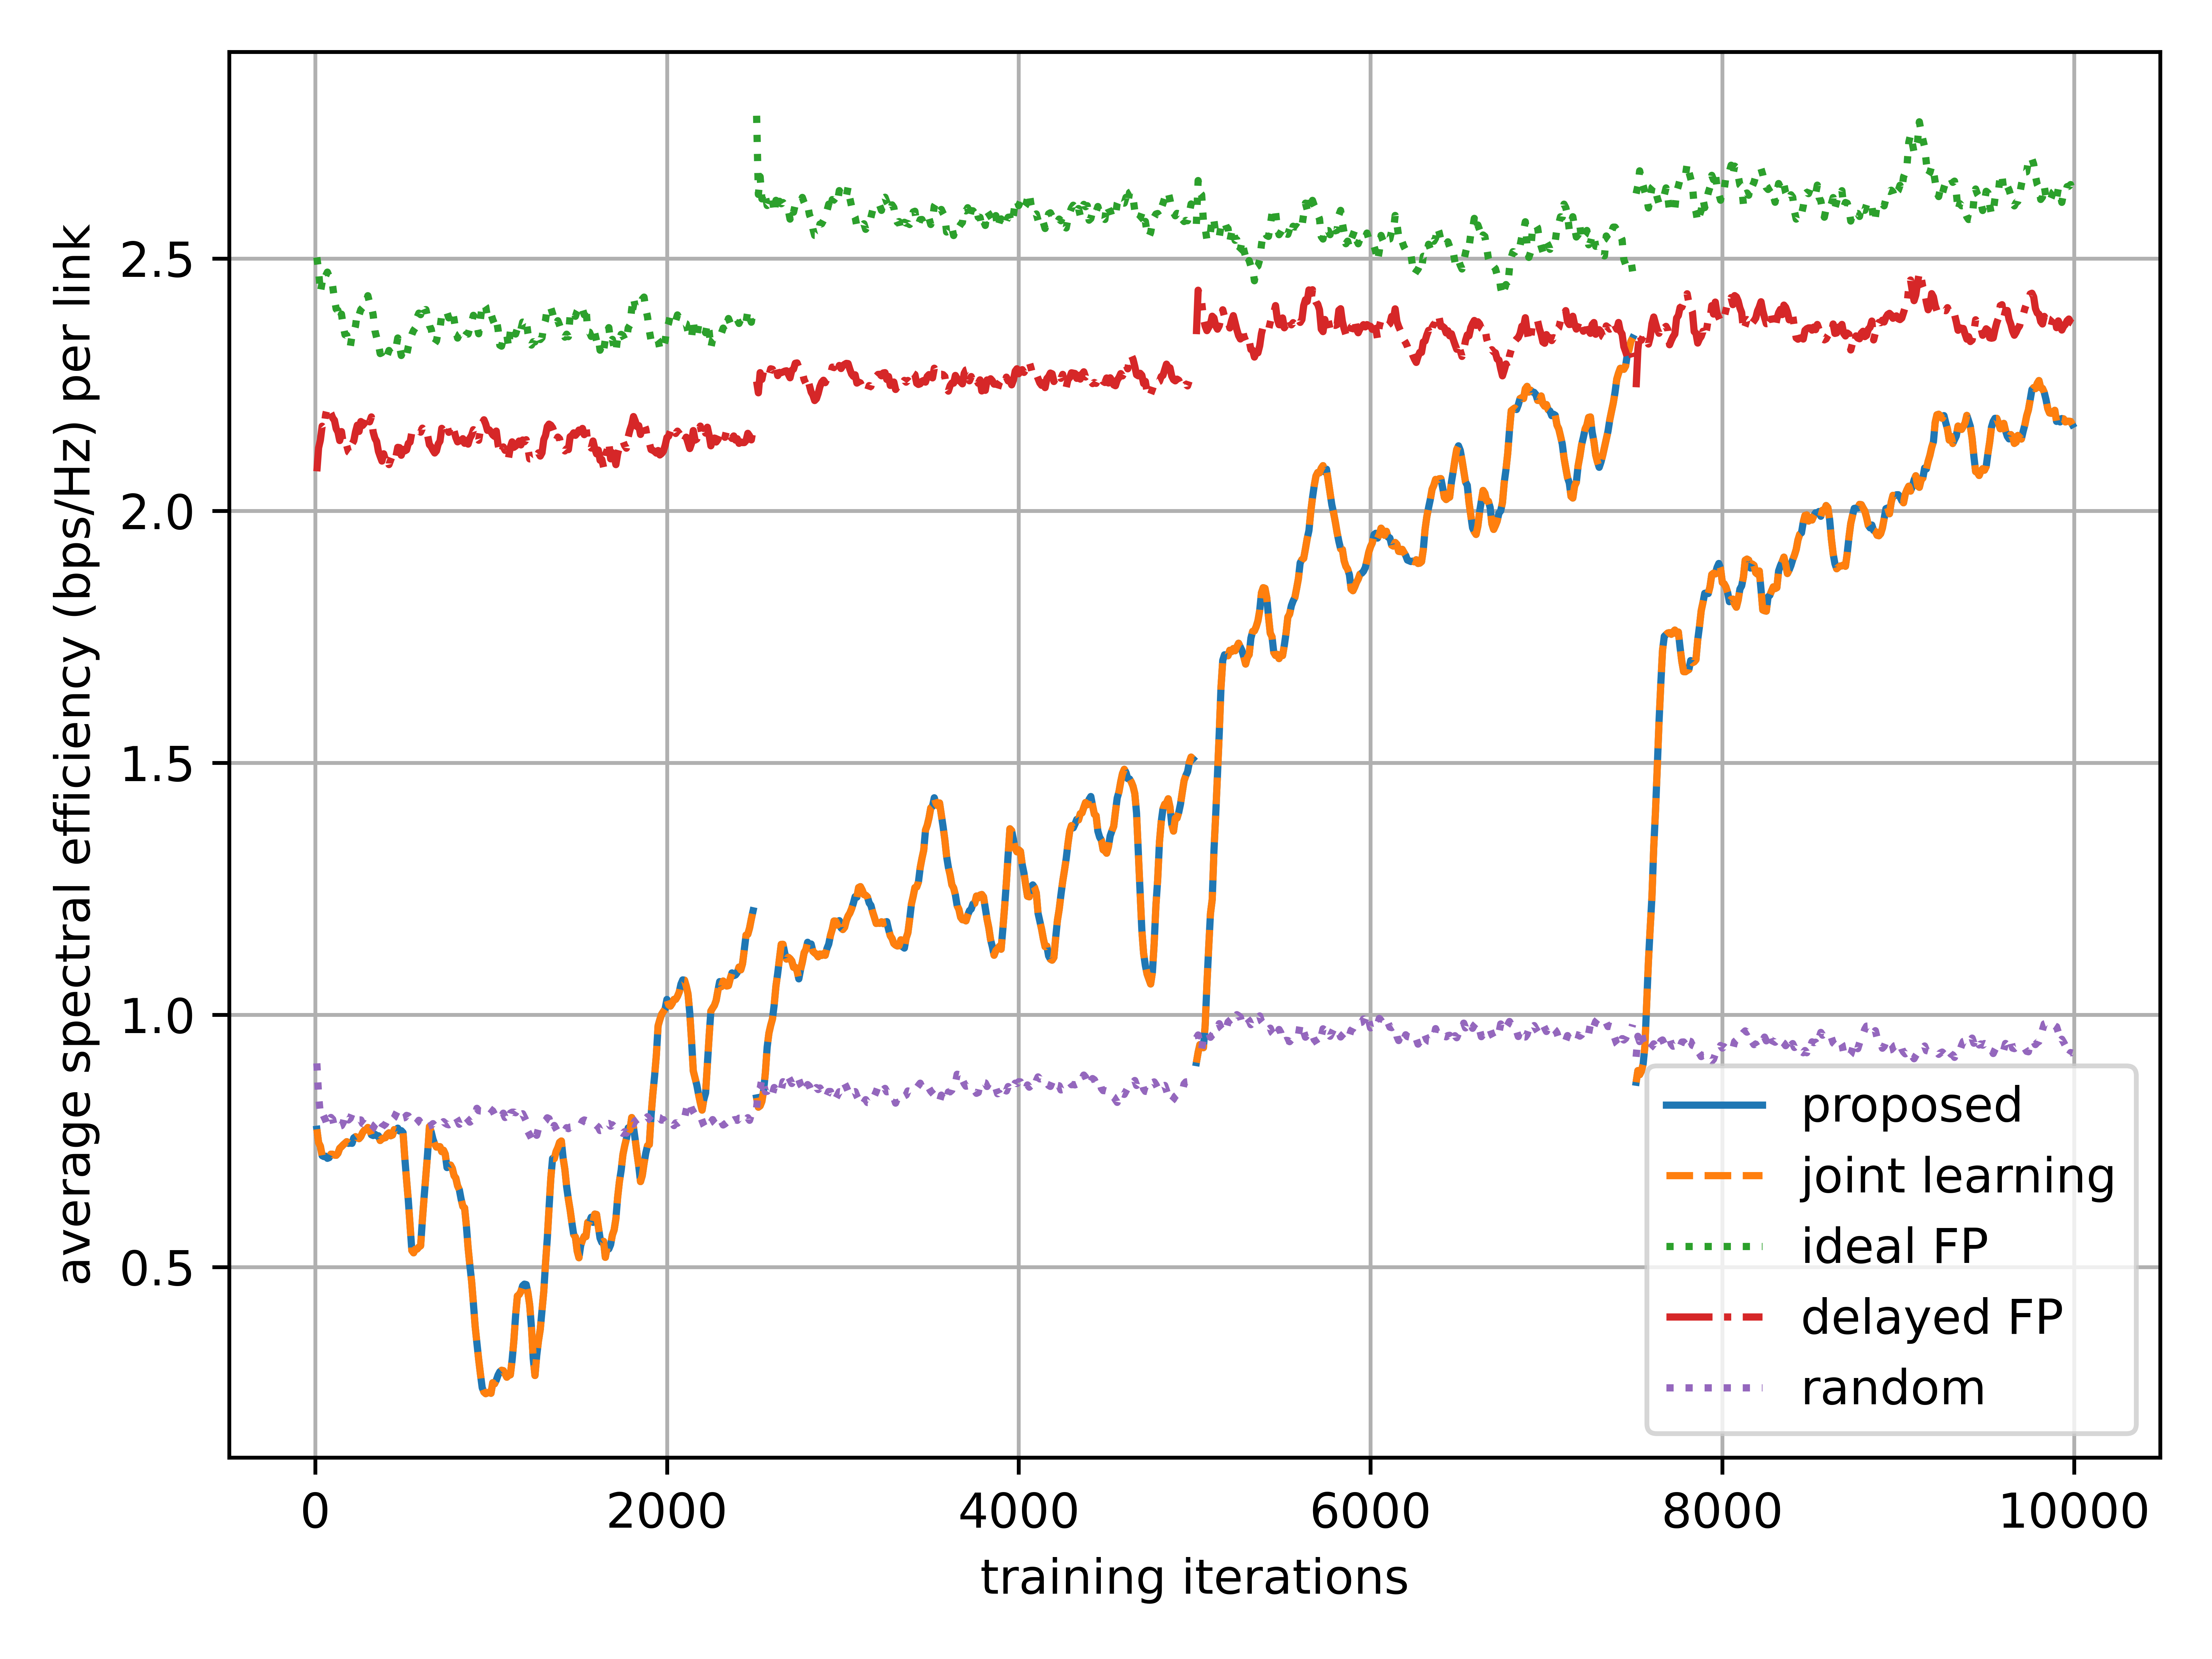 average spectral efficiency (bps/Hz) per link
2.5
2.0
1.5
1.0
0.5
proposed
joint learning
ideal FP
delayed FP
random
0 2000 4000 6000 8000 10000
training iterations